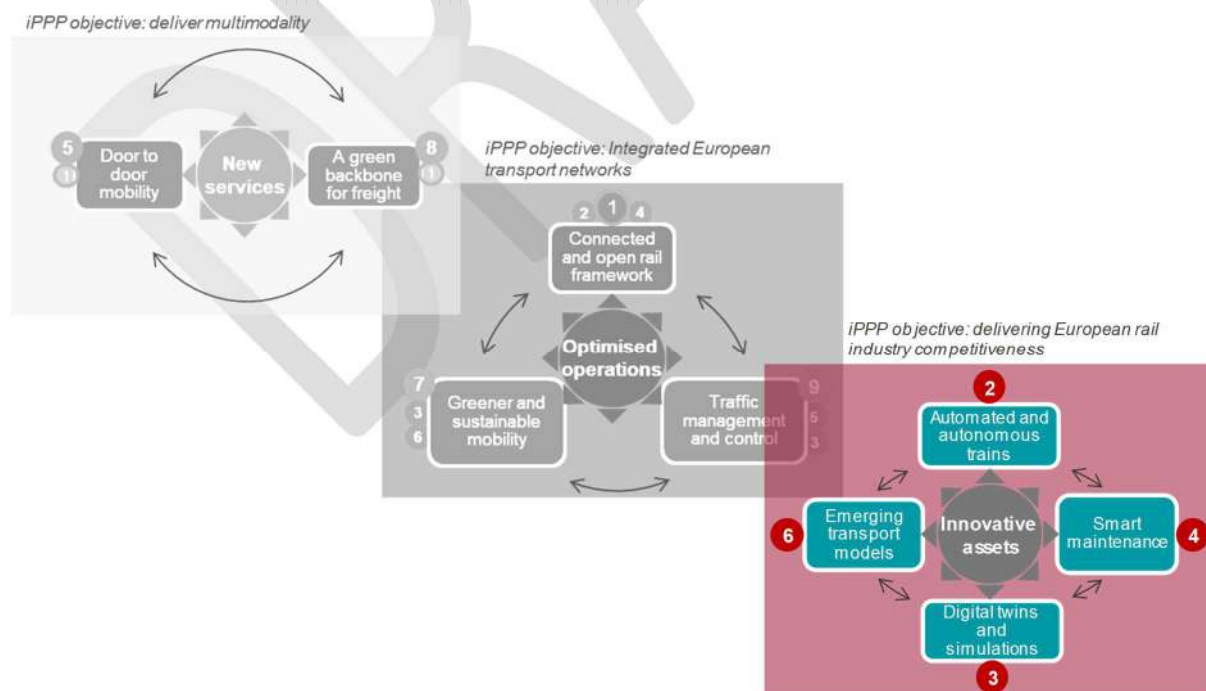 iPPP objective: deliver multimodality
5
1
Door to
door
mobility
New
services
A green
backbone
for freight
8
1
iPPP objective: Integrated European
transport networks
2
1
4
Connected
and open rail
framework
Optimised
operations
7
3
6
Greener and
sustainable
mobility
Traffic
management
and control
9
5
3
iPPP objective: delivering European rail
industry competitiveness
2
Automated and
autonomous
trains
6
Emerging
transport
models
Innovative
assets
Smart
maintenance
4
Digital twins
and
simulations
3